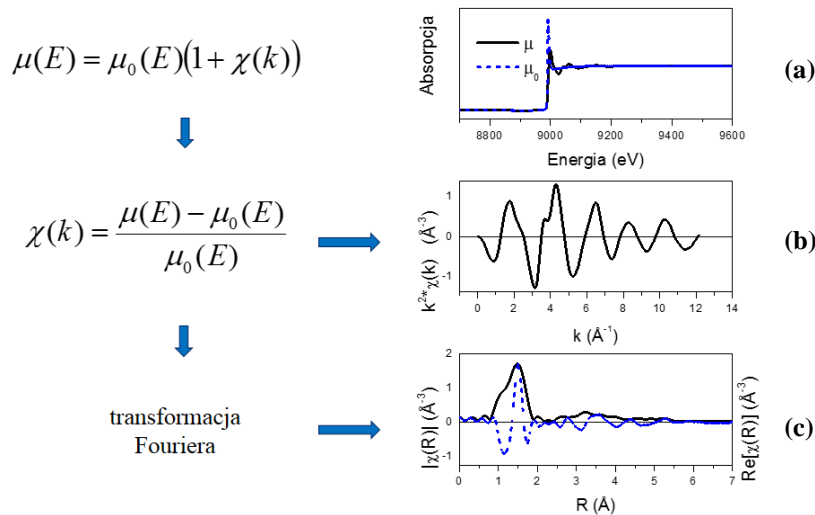 μ(E) = μ₀(E)(1 + χ(k))
Absorpcja
μ
μ₀
8800 9000 9200 9400 9600
Energia (eV)
(a)
χ(k) = (μ(E) − μ₀(E)) / μ₀(E)
k²*χ(k) (Å⁻³)
1
0
-1
0 2 4 6 8 10 12 14
k (Å⁻¹)
(b)
transformacja
Fouriera
|χ(R)| (Å⁻³)
2
1
0
-1
0 1 2 3 4 5 6 7
R (Å)
Re[χ(R)] (Å⁻³)
(c)